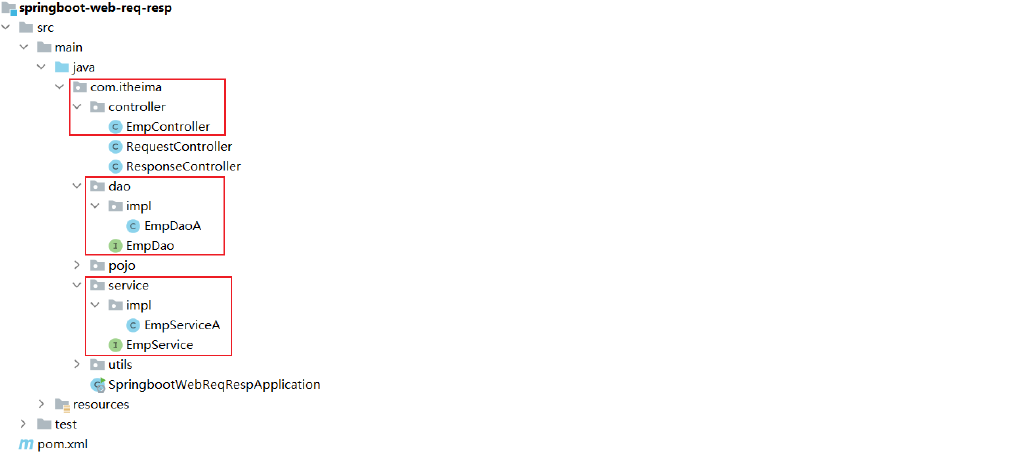 springboot-web-req-resp
src
main
java
com.itheima
controller
C EmpController
C RequestController
C ResponseController
dao
impl
C EmpDaoA
I EmpDao
pojo
service
impl
C EmpServiceA
I EmpService
utils
C SpringbootWebReqRespApplication
resources
test
m pom.xml